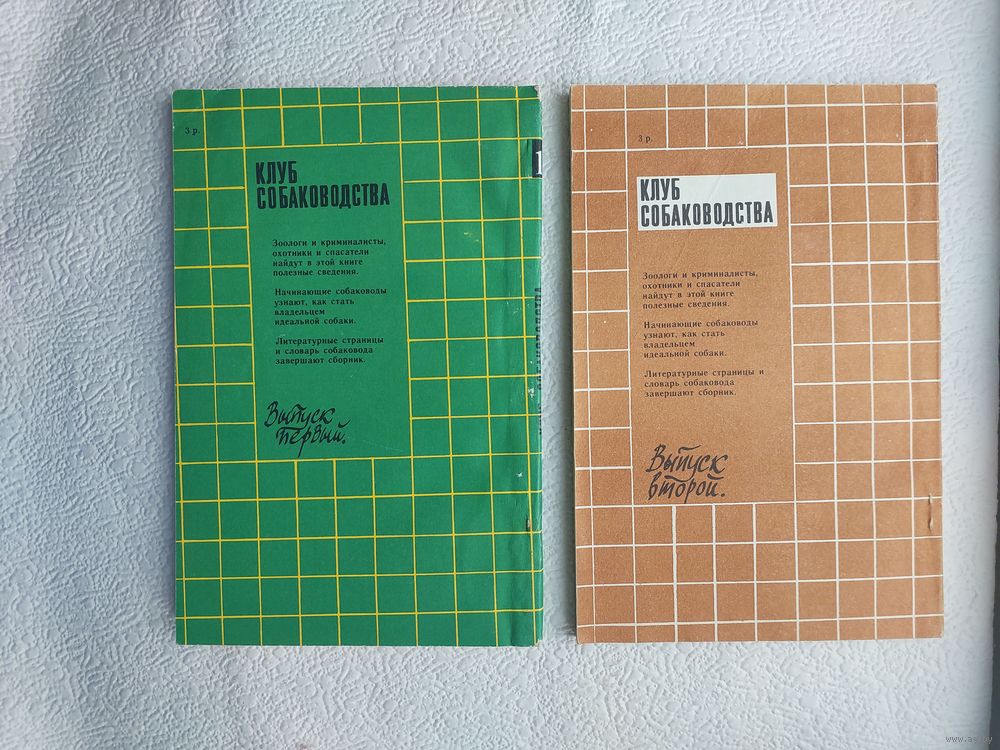 3 р.
КЛУБ
СОБАКОВОДСТВА
Зоологи и криминалисты,
охотники и спасатели
найдут в этой книге
полезные сведения.
Начинающие собаководы
узнают, как стать
владельцем
идеальной собаки.
Литературные страницы
и словарь собаковода
завершают сборник.
Выпуск
первый.
1
3 р.
КЛУБ
СОБАКОВОДСТВА
Зоологи и криминалисты,
охотники и спасатели
найдут в этой книге
полезные сведения.
Начинающие собаководы
узнают, как стать
владельцем
идеальной собаки.
Литературные страницы и
словарь собаковода
завершают сборник.
Выпуск
второй.